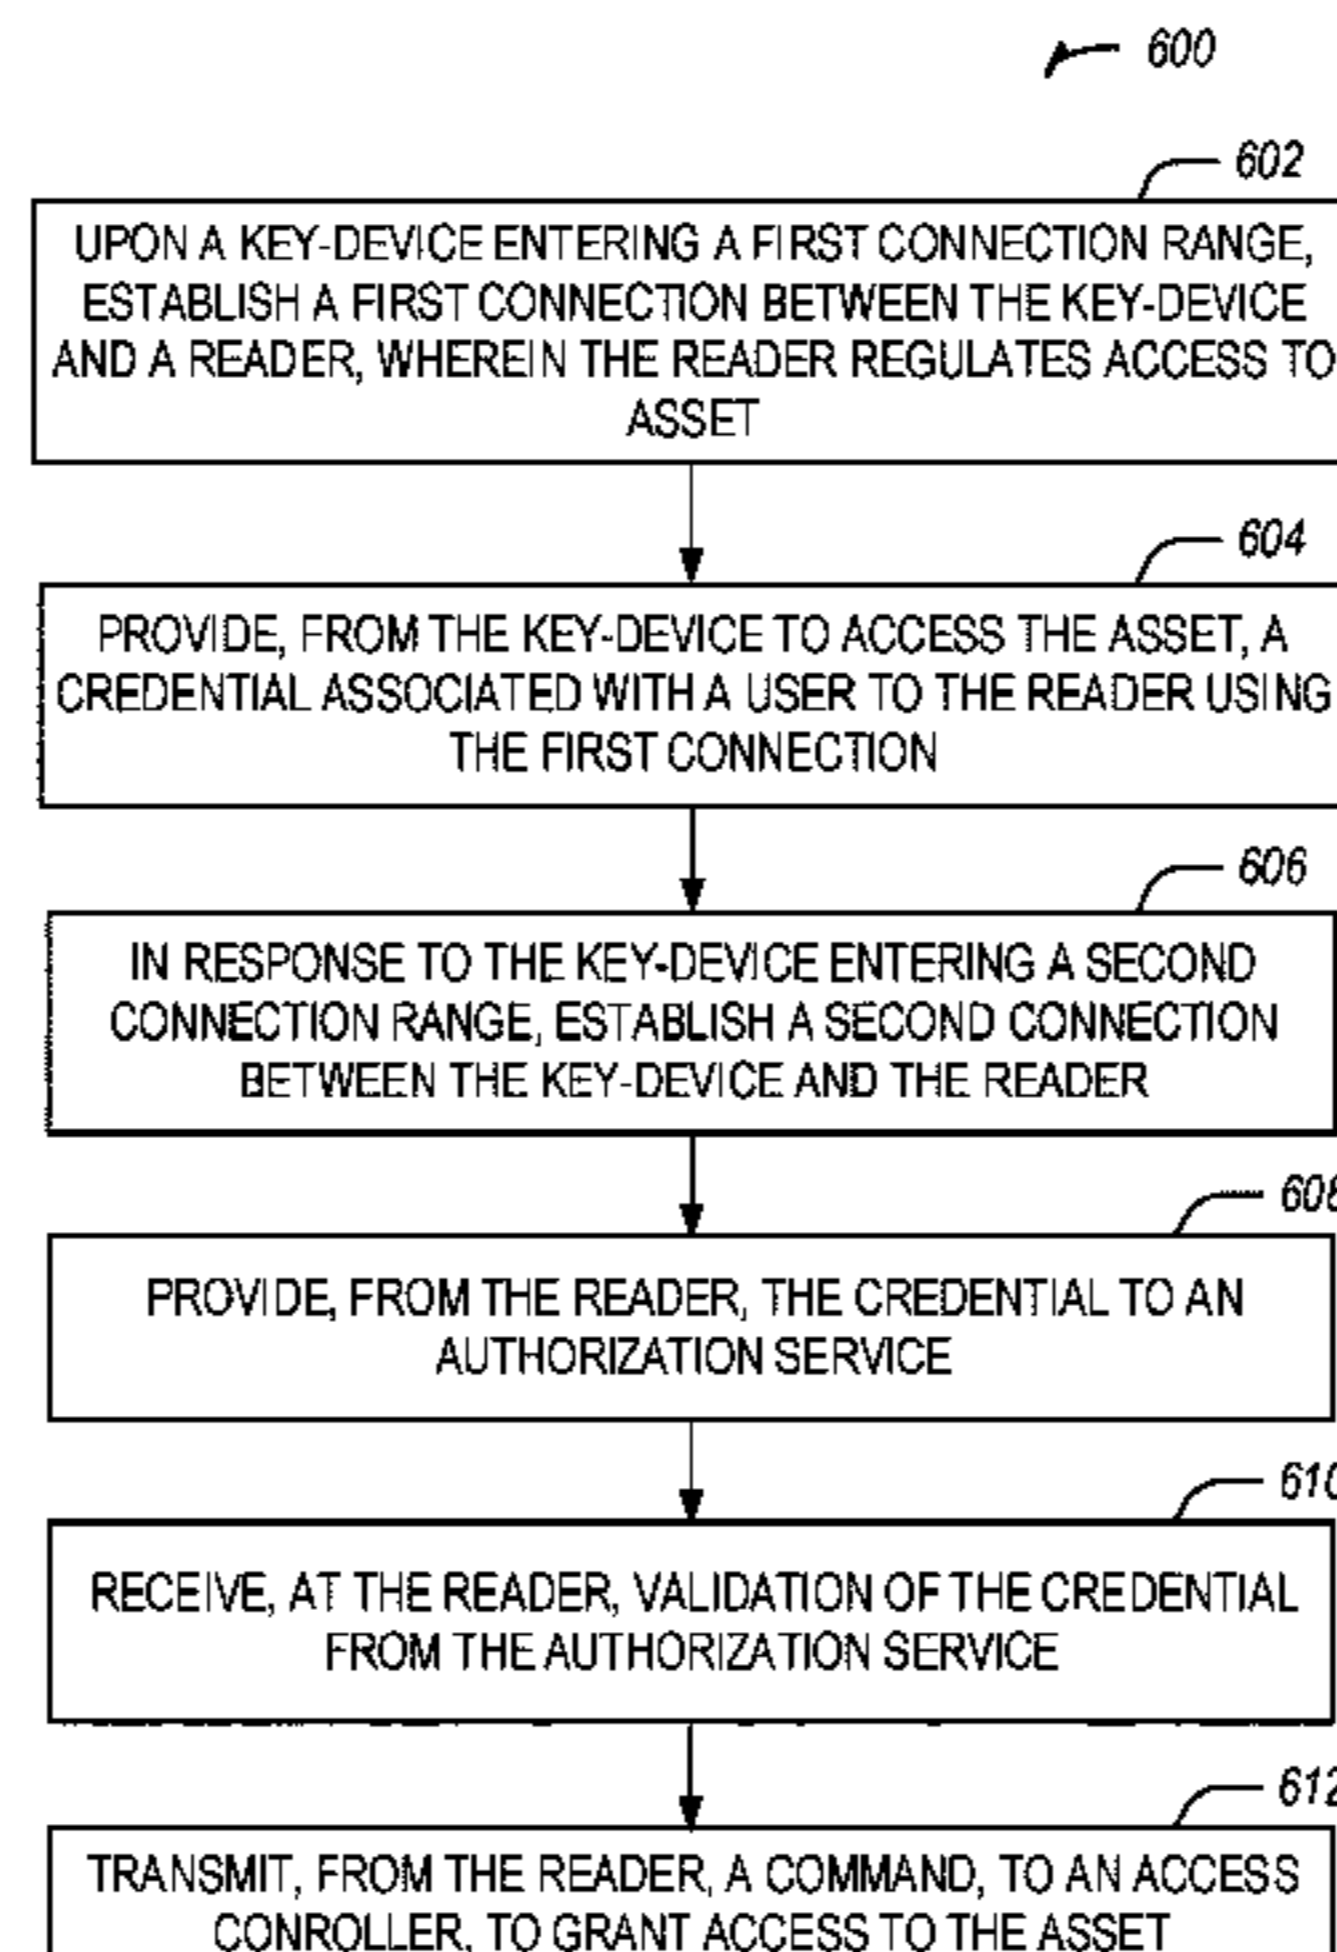 600
602
UPON A KEY-DEVICE ENTERING A FIRST CONNECTION RANGE,
ESTABLISH A FIRST CONNECTION BETWEEN THE KEY-DEVICE
AND A READER, WHEREIN THE READER REGULATES ACCESS TO
ASSET
604
PROVIDE, FROM THE KEY-DEVICE TO ACCESS THE ASSET, A
CREDENTIAL ASSOCIATED WITH A USER TO THE READER USING
THE FIRST CONNECTION
606
IN RESPONSE TO THE KEY-DEVICE ENTERING A SECOND
CONNECTION RANGE, ESTABLISH A SECOND CONNECTION
BETWEEN THE KEY-DEVICE AND THE READER
608
PROVIDE, FROM THE READER, THE CREDENTIAL TO AN
AUTHORIZATION SERVICE
610
RECEIVE, AT THE READER, VALIDATION OF THE CREDENTIAL
FROM THE AUTHORIZATION SERVICE
612
TRANSMIT, FROM THE READER, A COMMAND, TO AN ACCESS
CONROLLER, TO GRANT ACCESS TO THE ASSET